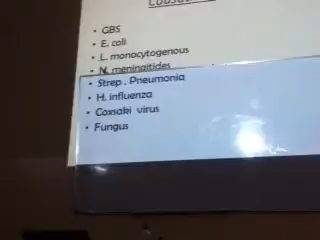 • GBS
• E. coli
• L. monocytogenous
• N. meningitides
• Strep . Pneumonia
• H. influenza
• Coxsaki virus
• Fungus